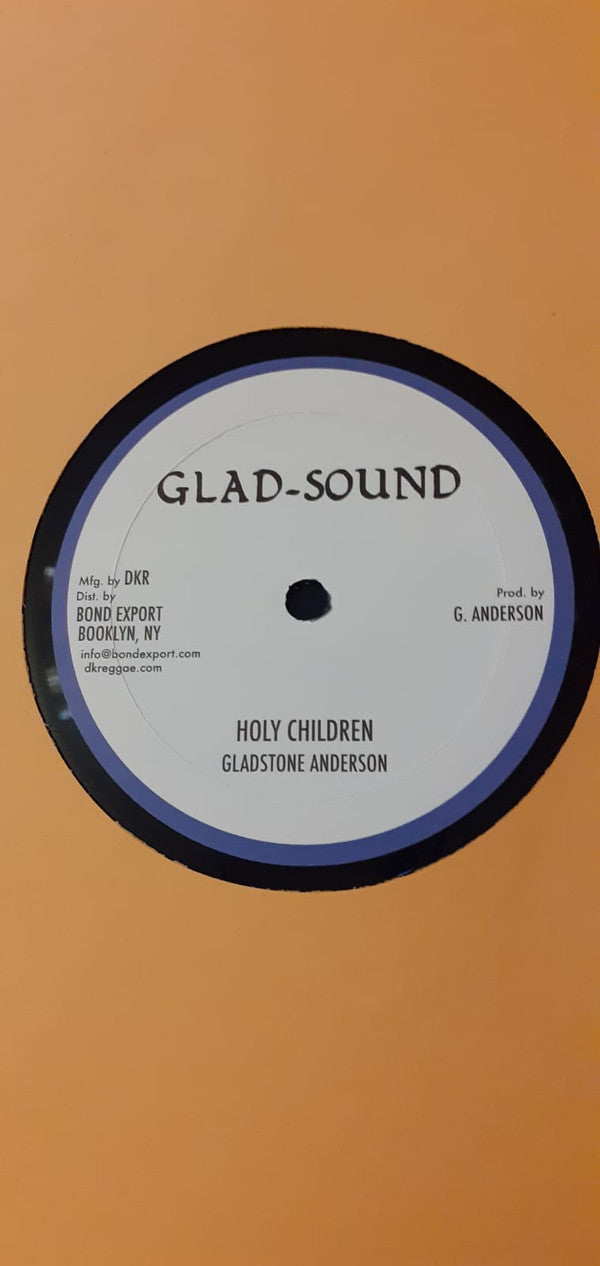 GLAD-SOUND
Mfg. by DKR
Dist. by
BOND EXPORT
BOOKLYN, NY
info@bondexport.com
dkreggae.com
Prod. by
G. ANDERSON
HOLY CHILDREN
GLADSTONE ANDERSON